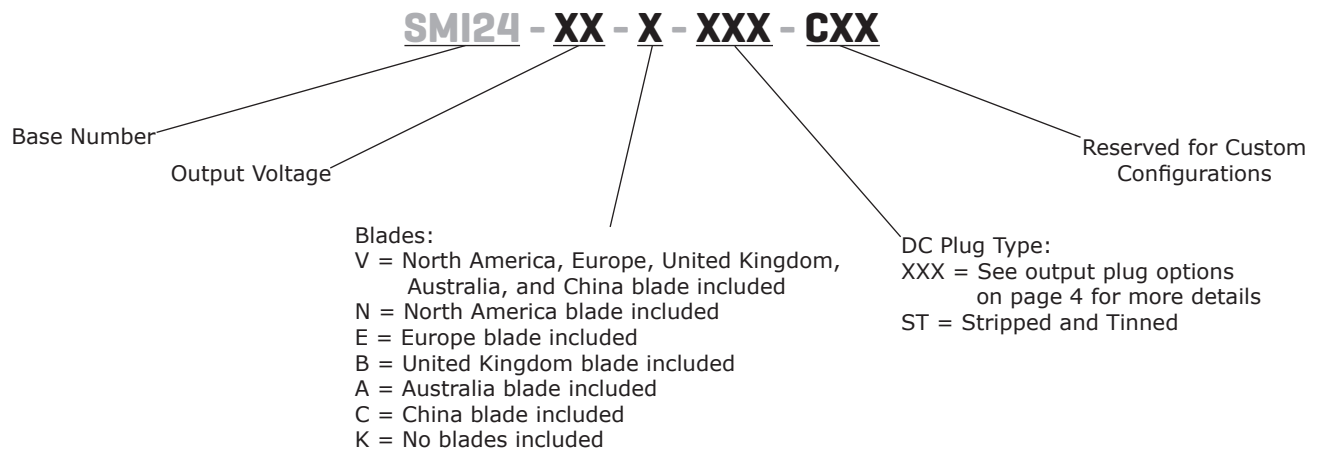 SMI24 - XX - X - XXX - CXX
Base Number
Output Voltage
Reserved for Custom
Configurations
Blades:
V = North America, Europe, United Kingdom,
Australia, and China blade included
N = North America blade included
E = Europe blade included
B = United Kingdom blade included
A = Australia blade included
C = China blade included
K = No blades included
DC Plug Type:
XXX = See output plug options
on page 4 for more details
ST = Stripped and Tinned